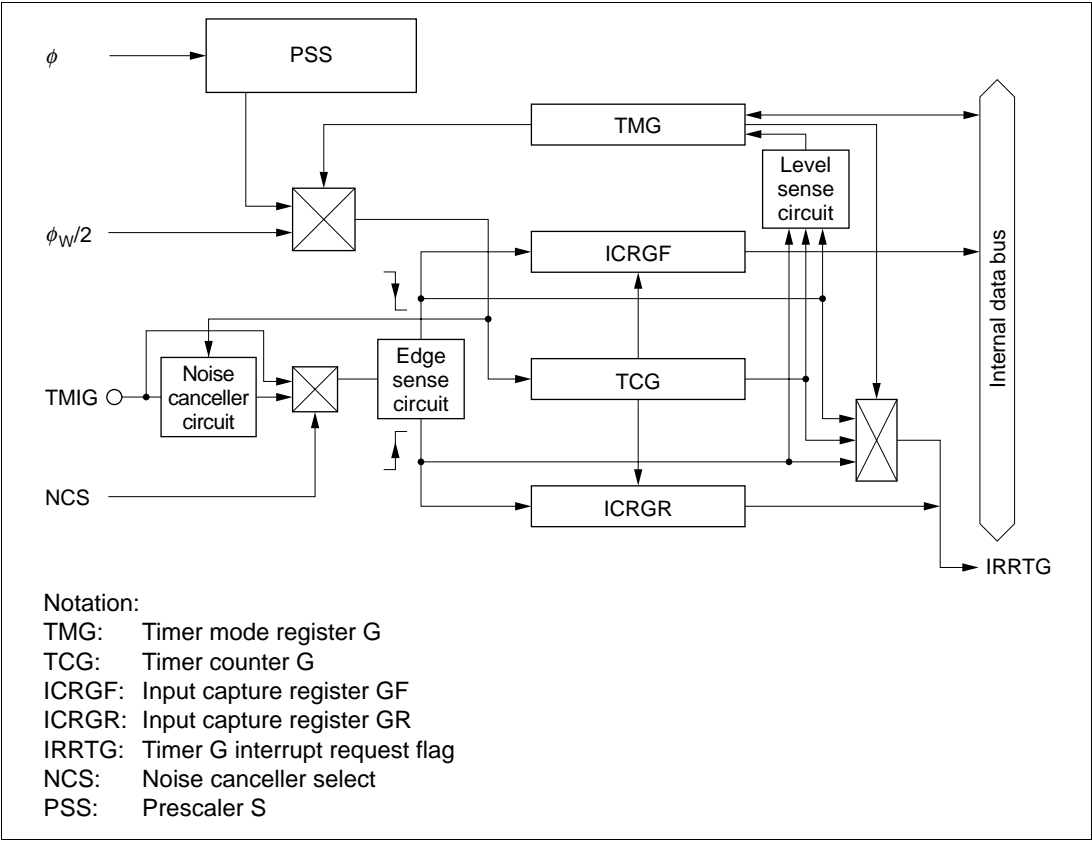 ϕ
PSS
TMG
Level
sense
circuit
ϕW/2
ICRGF
Internal data bus
Edge
sense
circuit
TCG
TMIG
Noise
canceller
circuit
NCS
ICRGR
IRRTG
Notation:
TMG: Timer mode register G
TCG: Timer counter G
ICRGF: Input capture register GF
ICRGR: Input capture register GR
IRRTG: Timer G interrupt request flag
NCS: Noise canceller select
PSS: Prescaler S